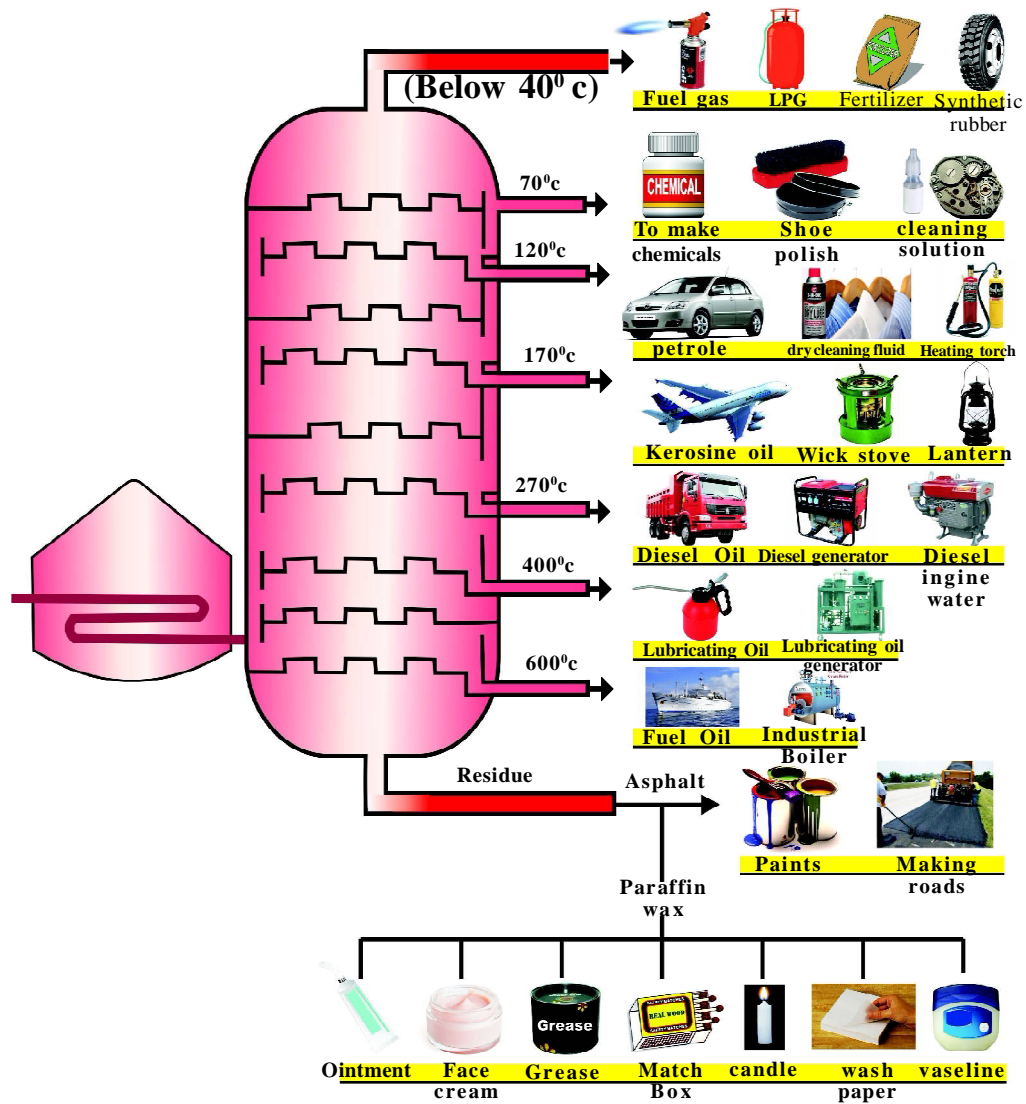 (Below 40⁰ c)
Fuel gas LPG Fertilizer Synthetic
rubber
CHEMICAL
70⁰c
To make Shoe cleaning
chemicals polish solution
120⁰c
petrole dry cleaning fluid Heating torch
170⁰c
Kerosine oil Wick stove Lantern
270⁰c
Diesel Oil Diesel generator Diesel
ingine
water
400⁰c
Lubricating Oil Lubricating oil
generator
600⁰c
Fuel Oil Industrial
Boiler
Residue
Asphalt
Paints Making
roads
Paraffin
wax
Grease
REAL WOOD
Ointment Face Grease Match candle wash vaseline
cream Box paper